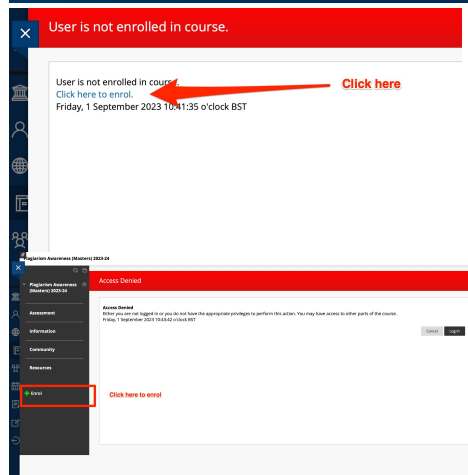 User is not enrolled in course.
User is not enrolled in course.
Click here
Click here to enrol.
Friday, 1 September 2023 10:41:35 o'clock BST
Plagiarism Awareness (Masters) 2023-24
Plagiarism Awareness
(Masters) 2023-24
Access Denied
Access Denied
Either you are not logged in or you do not have the appropriate privileges to perform this action. You may have access to other parts of the course.
Friday, 1 September 2023 10:43:42 o'clock BST
Cancel
Log In
Assessment
Information
Community
Resources
Enrol
Click here to enrol